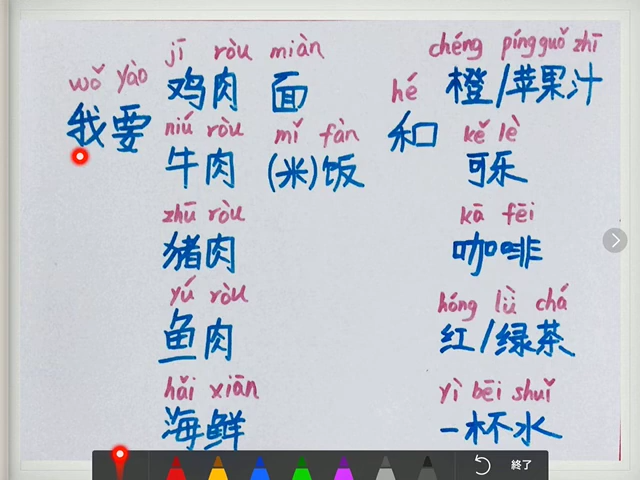 jī ròu miàn chéng píngguǒ zhī
wǒ yào 鸡肉 面 hé 橙/苹果汁
我要 niú ròu mǐ fàn 和 kě lè
牛肉 (米)饭 可乐
zhū ròu kā fēi
猪肉 咖啡
yú ròu hóng lǜ chá
鱼肉 红/绿茶
hǎi xiān yì bēi shuǐ
海鲜 一杯水
終了